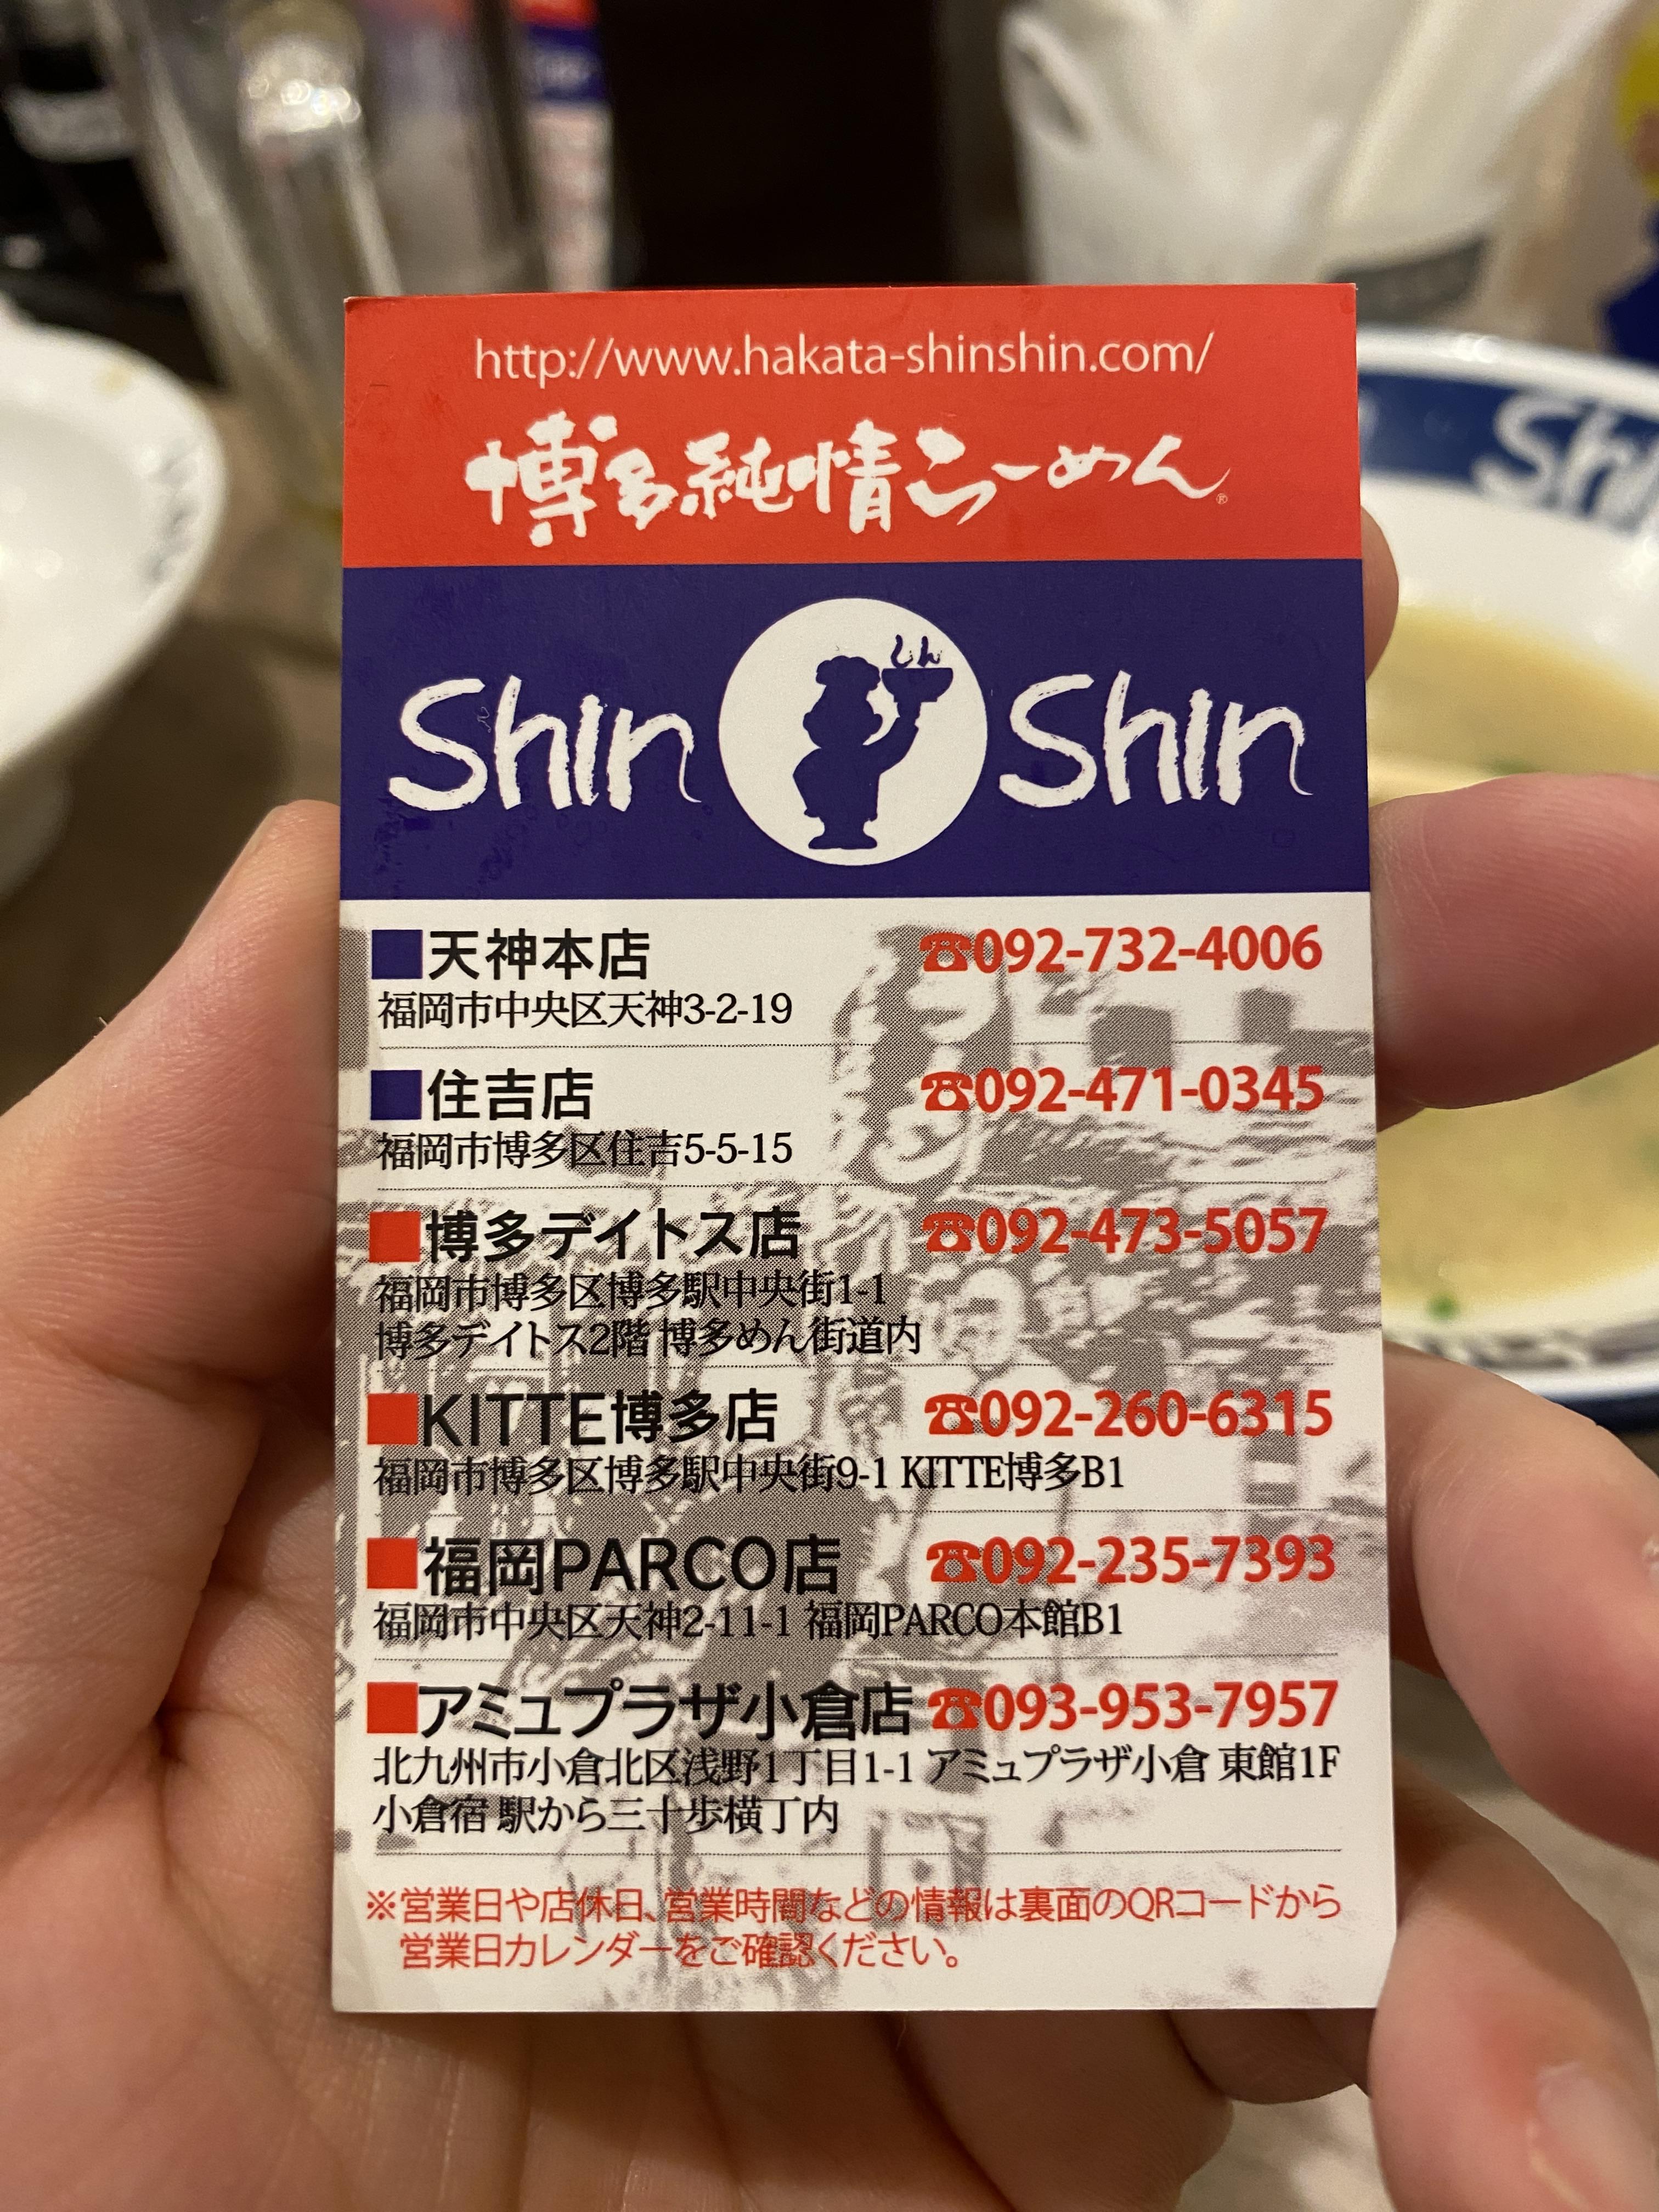 http://www.hakata-shinshin.com/
博多純情らーめん®
Shin しん Shin
Shin
■天神本店 ☎092-732-4006
福岡市中央区天神3-2-19
■住吉店 ☎092-471-0345
福岡市博多区住吉5-5-15
■博多デイトス店 ☎092-473-5057
福岡市博多区博多駅中央街1-1
博多デイトス2階 博多めん街道内
■KITTE博多店 ☎092-260-6315
福岡市博多区博多駅中央街9-1 KITTE博多B1
■福岡PARCO店 ☎092-235-7393
福岡市中央区天神2-11-1 福岡PARCO本館B1
■アミュプラザ小倉店 ☎093-953-7957
北九州市小倉北区浅野1丁目1-1 アミュプラザ小倉 東館1F
小倉宿 駅から三十歩横丁内
※営業日や店休日、営業時間などの情報は裏面のQRコードから
営業日カレンダーをご確認ください。